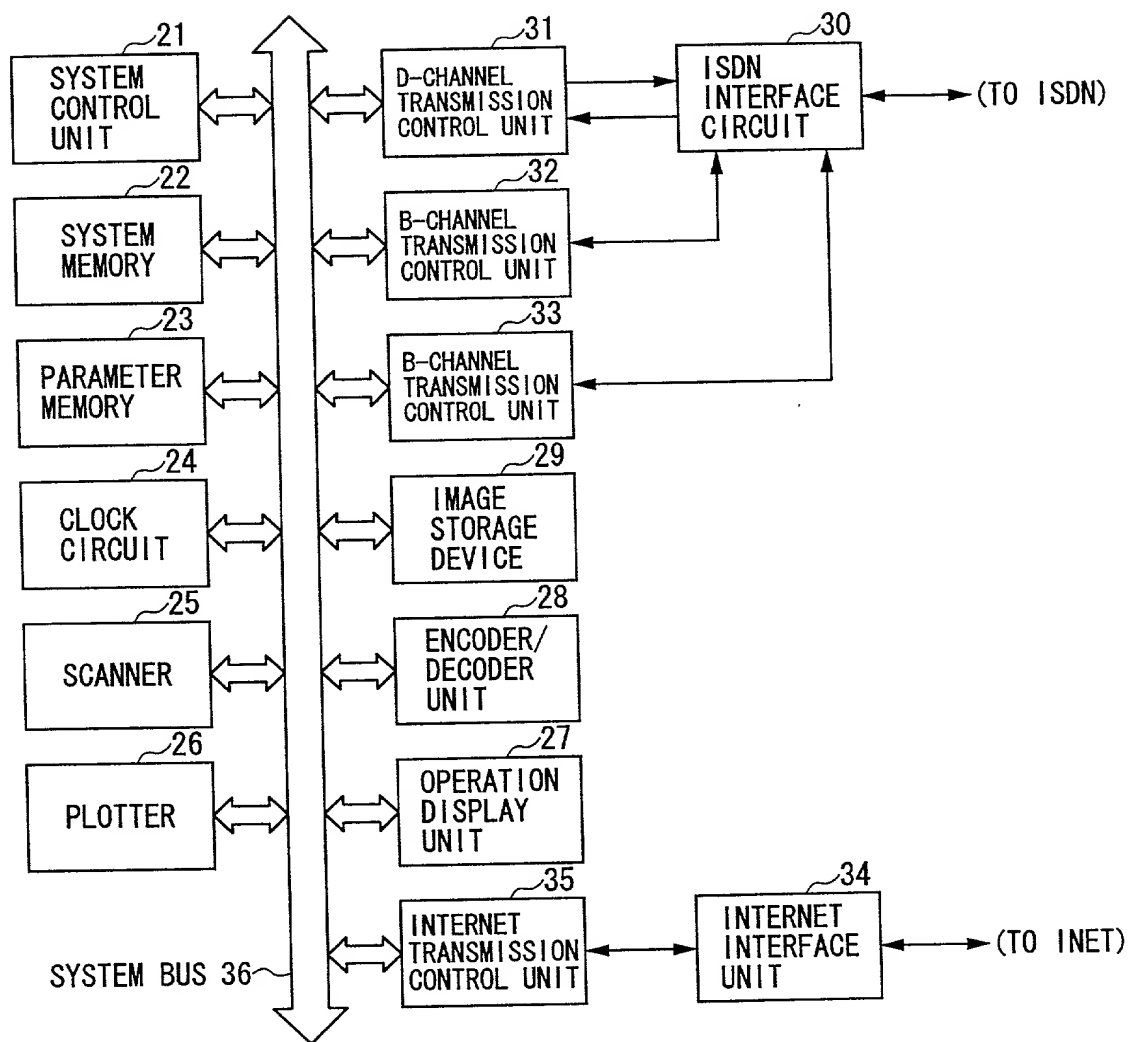 21
SYSTEM
CONTROL
UNIT
31
D-CHANNEL
TRANSMISSION
CONTROL UNIT
30
ISDN
INTERFACE
CIRCUIT
(TO ISDN)
22
SYSTEM
MEMORY
32
B-CHANNEL
TRANSMISSION
CONTROL UNIT
23
PARAMETER
MEMORY
33
B-CHANNEL
TRANSMISSION
CONTROL UNIT
24
CLOCK
CIRCUIT
29
IMAGE
STORAGE
DEVICE
25
SCANNER
28
ENCODER/
DECODER
UNIT
26
PLOTTER
27
OPERATION
DISPLAY
UNIT
35
INTERNET
TRANSMISSION
CONTROL UNIT
34
INTERNET
INTERFACE
UNIT
(TO INET)
SYSTEM BUS 36